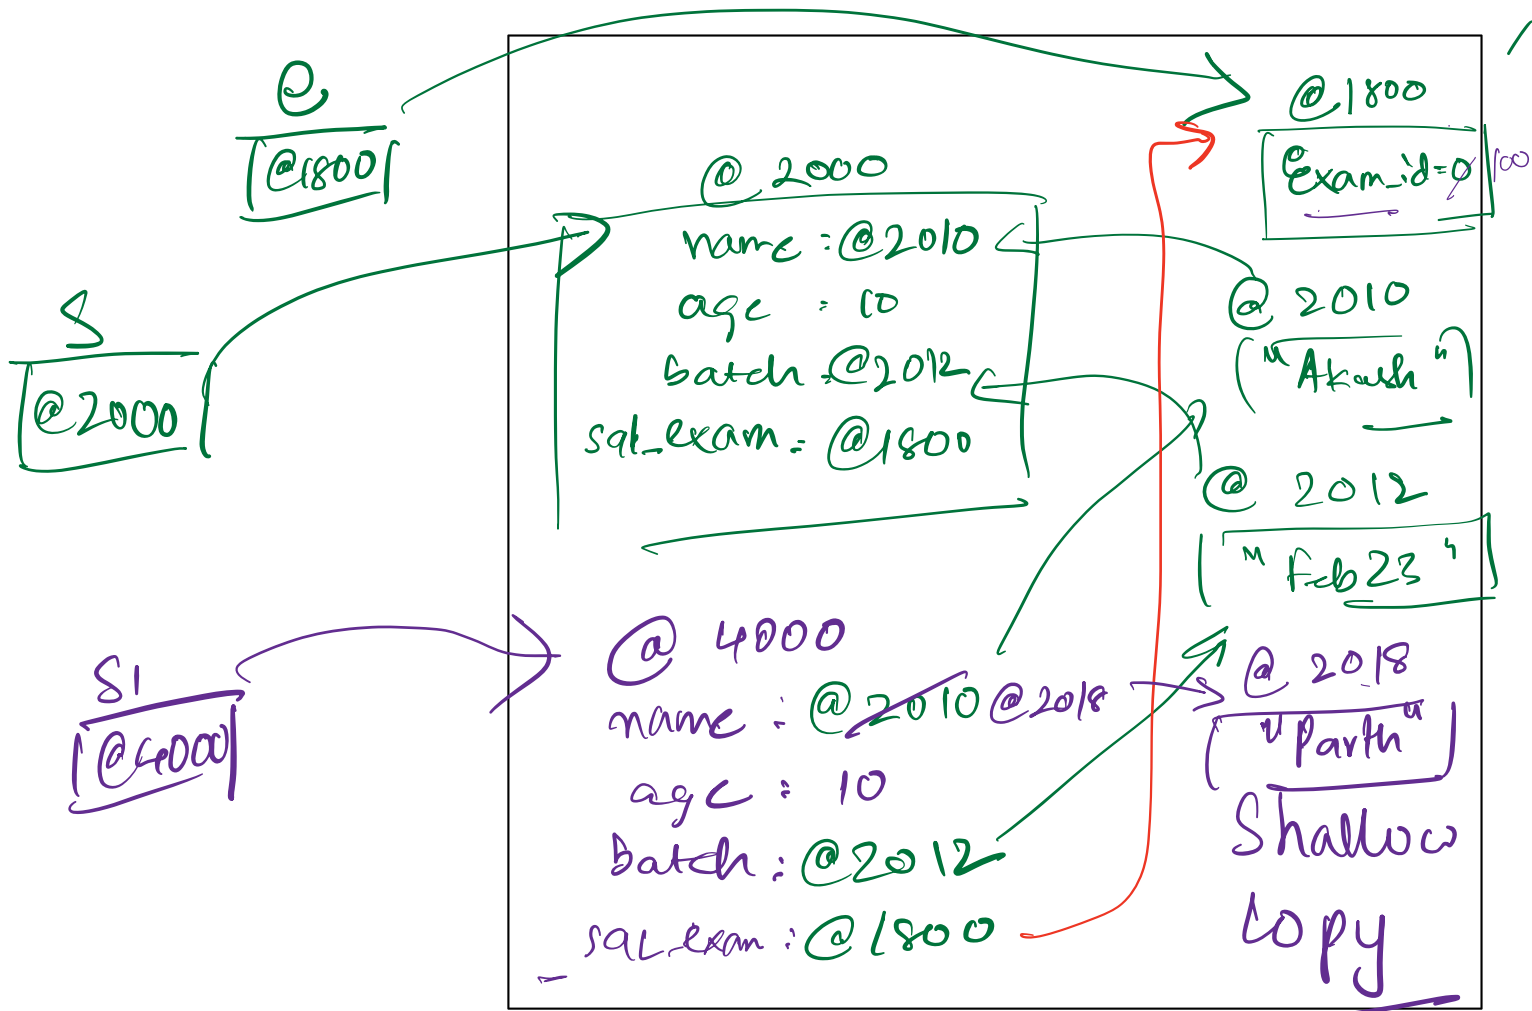 e
@1800
S
@2000
S1
@4000
@ 2000
name : @2010
age : 10
batch : @2012
sql_exam = @1800
@ 4000
name : @2010 @2018
age : 10
batch : @2012
sql_exam : @1800
@1800
Exam_id=0 100
@ 2010
"Akash"
@ 2012
"Feb23"
@ 2018
"Parth"
Shallow
Copy